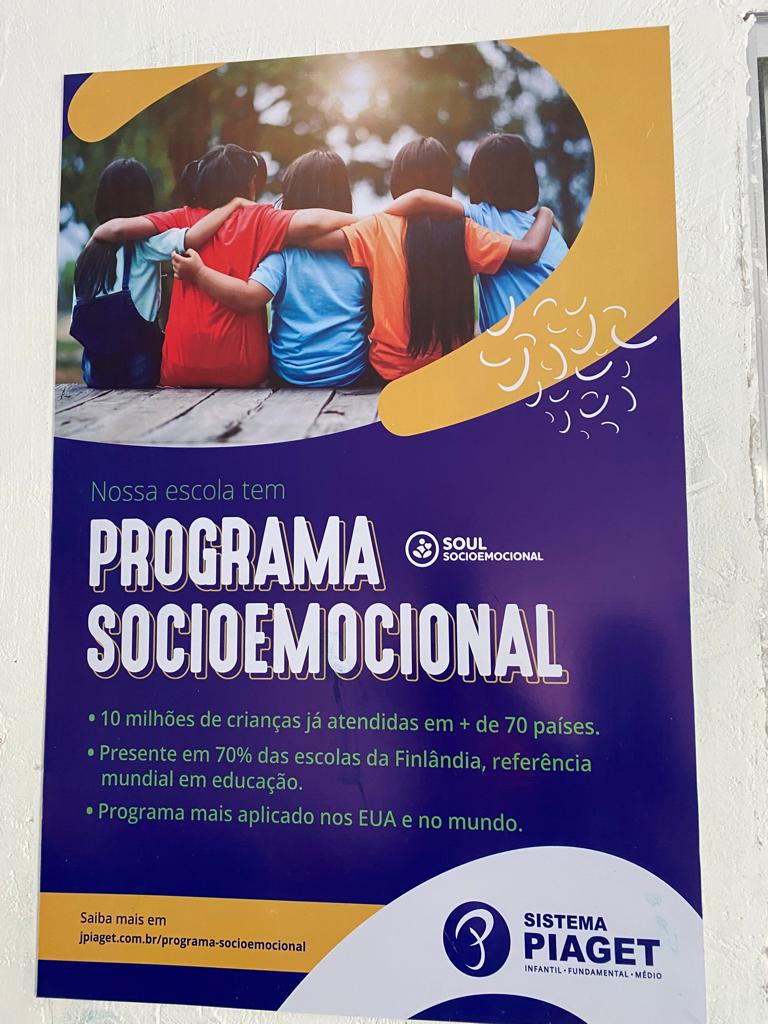 Nossa escola tem
PROGRAMA
SOUL
SOCIOEMOCIONAL
SOCIOEMOCIONAL
• 10 milhões de crianças já atendidas em + de 70 países.
• Presente em 70% das escolas da Finlândia, referência
mundial em educação.
• Programa mais aplicado nos EUA e no mundo.
Saiba mais em
jpiaget.com.br/programa-socioemocional
SISTEMA
PIAGET
INFANTIL • FUNDAMENTAL • MÉDIO